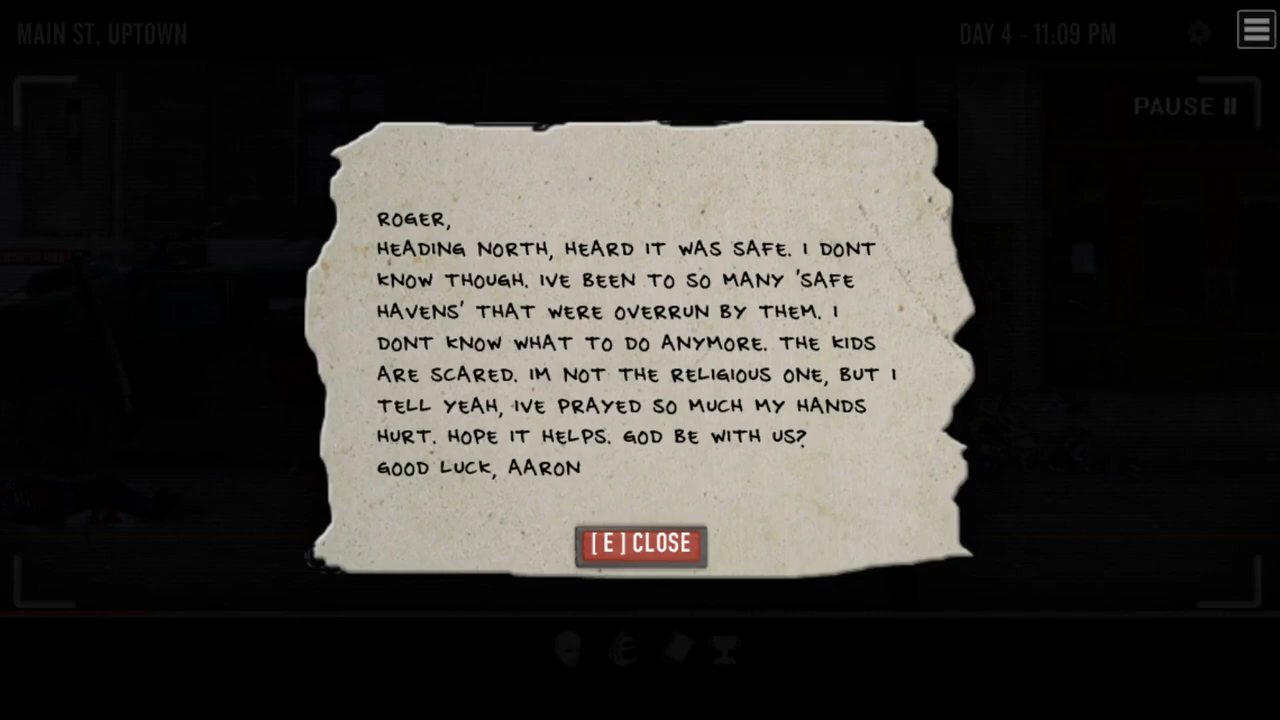 MAIN ST, UPTOWN
DAY 4 - 11:09 PM
PAUSE II
ROGER,
HEADING NORTH, HEARD IT WAS SAFE. I DONT
KNOW THOUGH. IVE BEEN TO SO MANY 'SAFE
HAVENS' THAT WERE OVERRUN BY THEM. I
DONT KNOW WHAT TO DO ANYMORE. THE KIDS
ARE SCARED. IM NOT THE RELIGIOUS ONE, BUT I
TELL YEAH, IVE PRAYED SO MUCH MY HANDS
HURT. HOPE IT HELPS. GOD BE WITH US?
GOOD LUCK, AARON
[ E ] CLOSE